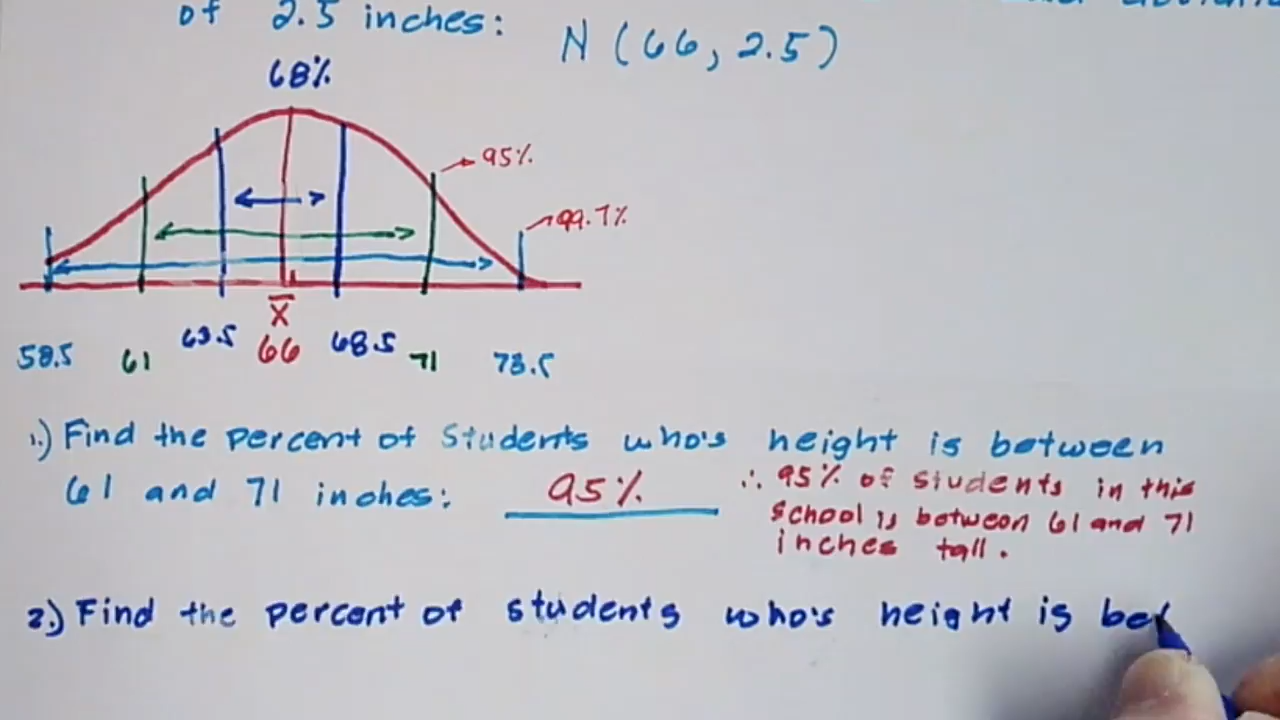 of 2.5 inches:
N (66, 2.5)
68%
95%
99.7%
X
58.5 61 63.5 66 68.5 71 73.5
1.) Find the percent of students who's height is between
61 and 71 inches: 95%
∴ 95% of students in this
school is between 61 and 71
inches tall.
2.) Find the percent of students who's height is bet